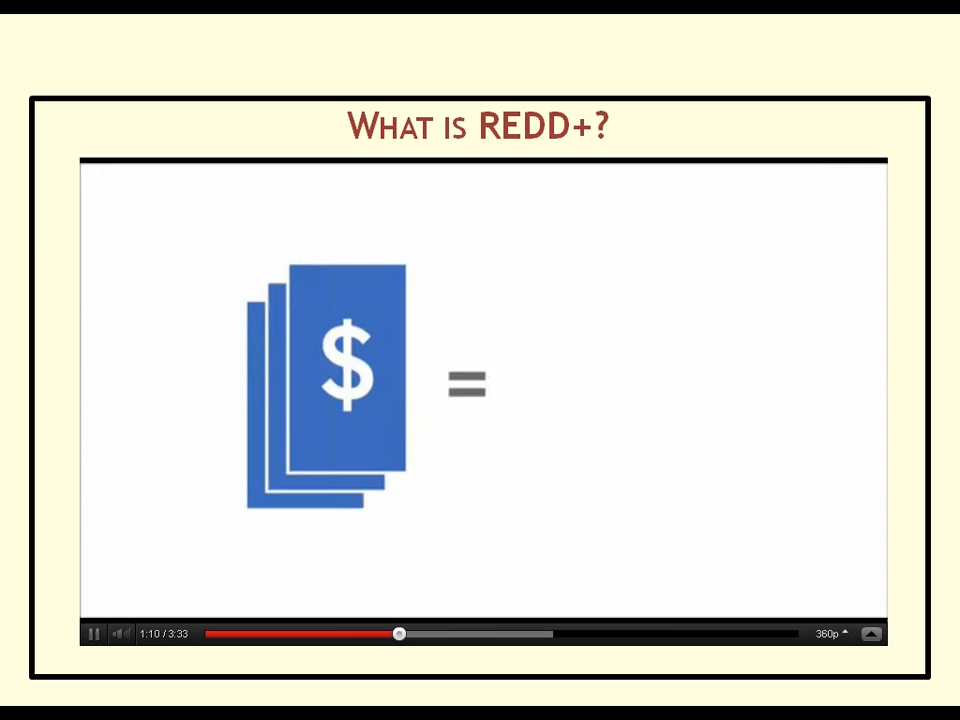 WHAT IS REDD+?
$ =
1:10 / 3:33
360p